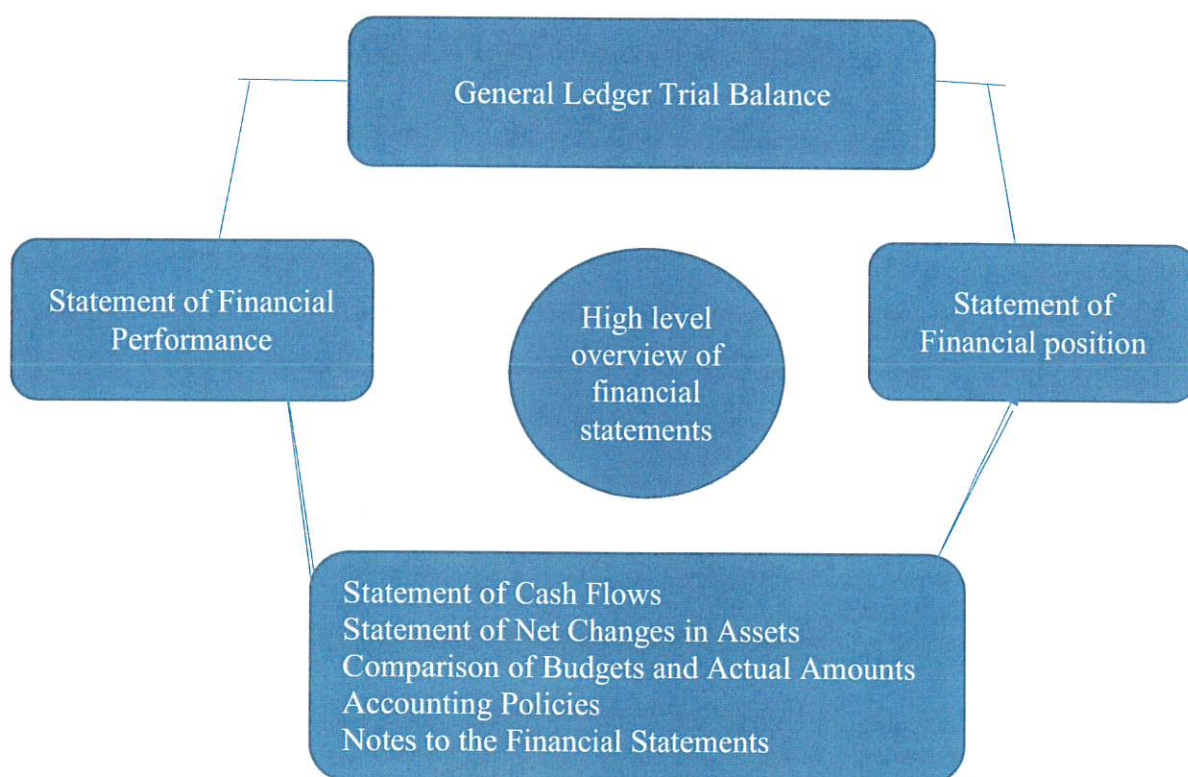 General Ledger Trial Balance
Statement of Financial
Performance
High level
overview of
financial
statements
Statement of
Financial position
Statement of Cash Flows
Statement of Net Changes in Assets
Comparison of Budgets and Actual Amounts
Accounting Policies
Notes to the Financial Statements